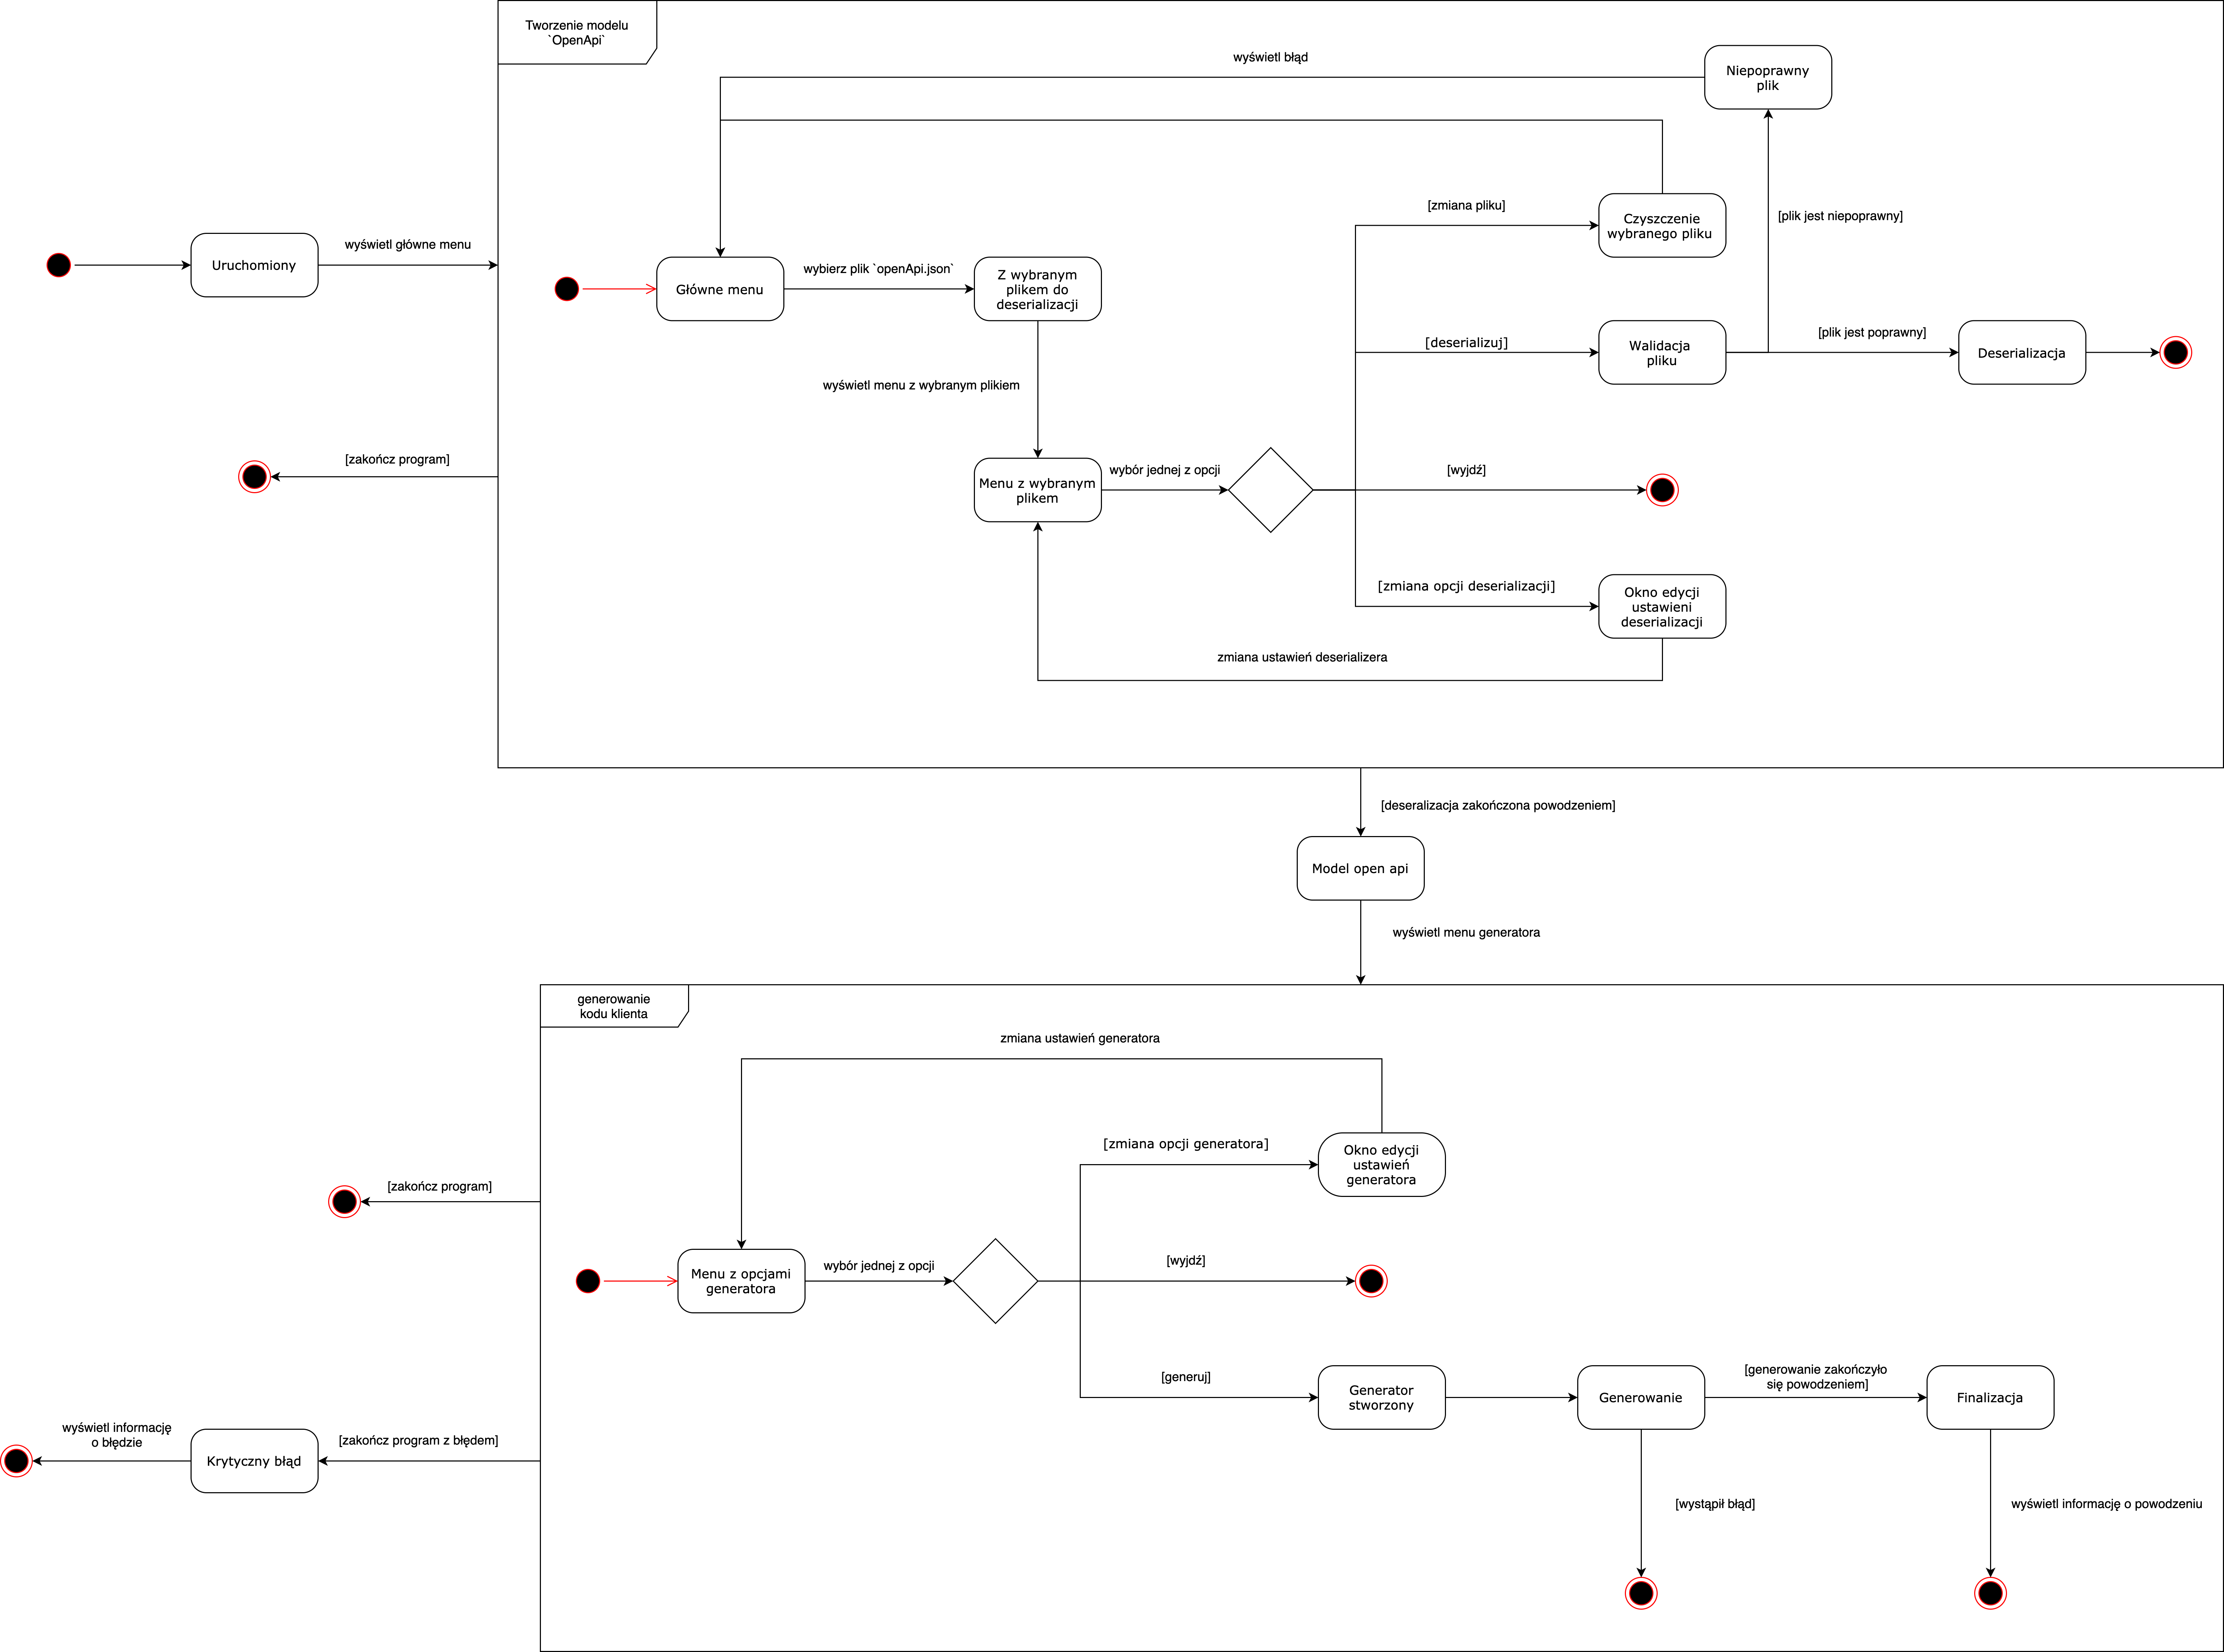 Tworzenie modelu
`OpenApi`
wyświetl błąd
Niepoprawny
plik
[zmiana pliku]
Czyszczenie
wybranego pliku
[plik jest niepoprawny]
Uruchomiony
wyświetl główne menu
Główne menu
wybierz plik `openApi.json`
Z wybranym
plikem do
deserializacji
[deserializuj]
Walidacja
pliku
[plik jest poprawny]
Deserializacja
wyświetl menu z wybranym plikiem
[zakończ program]
Menu z wybranym
plikem
wybór jednej z opcji
[wyjdź]
[zmiana opcji deserializacji]
Okno edycji
ustawieni
deserializacji
zmiana ustawień deserializera
[deseralizacja zakończona powodzeniem]
Model open api
wyświetl menu generatora
generowanie
kodu klienta
zmiana ustawień generatora
[zmiana opcji generatora]
Okno edycji
ustawień
generatora
[zakończ program]
Menu z opcjami
generatora
wybór jednej z opcji
[wyjdź]
[generuj]
Generator
stworzony
Generowanie
[generowanie zakończyło
się powodzeniem]
Finalizacja
wyświetl informację
o błędzie
Krytyczny błąd
[zakończ program z błędem]
[wystąpił błąd]
wyświetl informację o powodzeniu